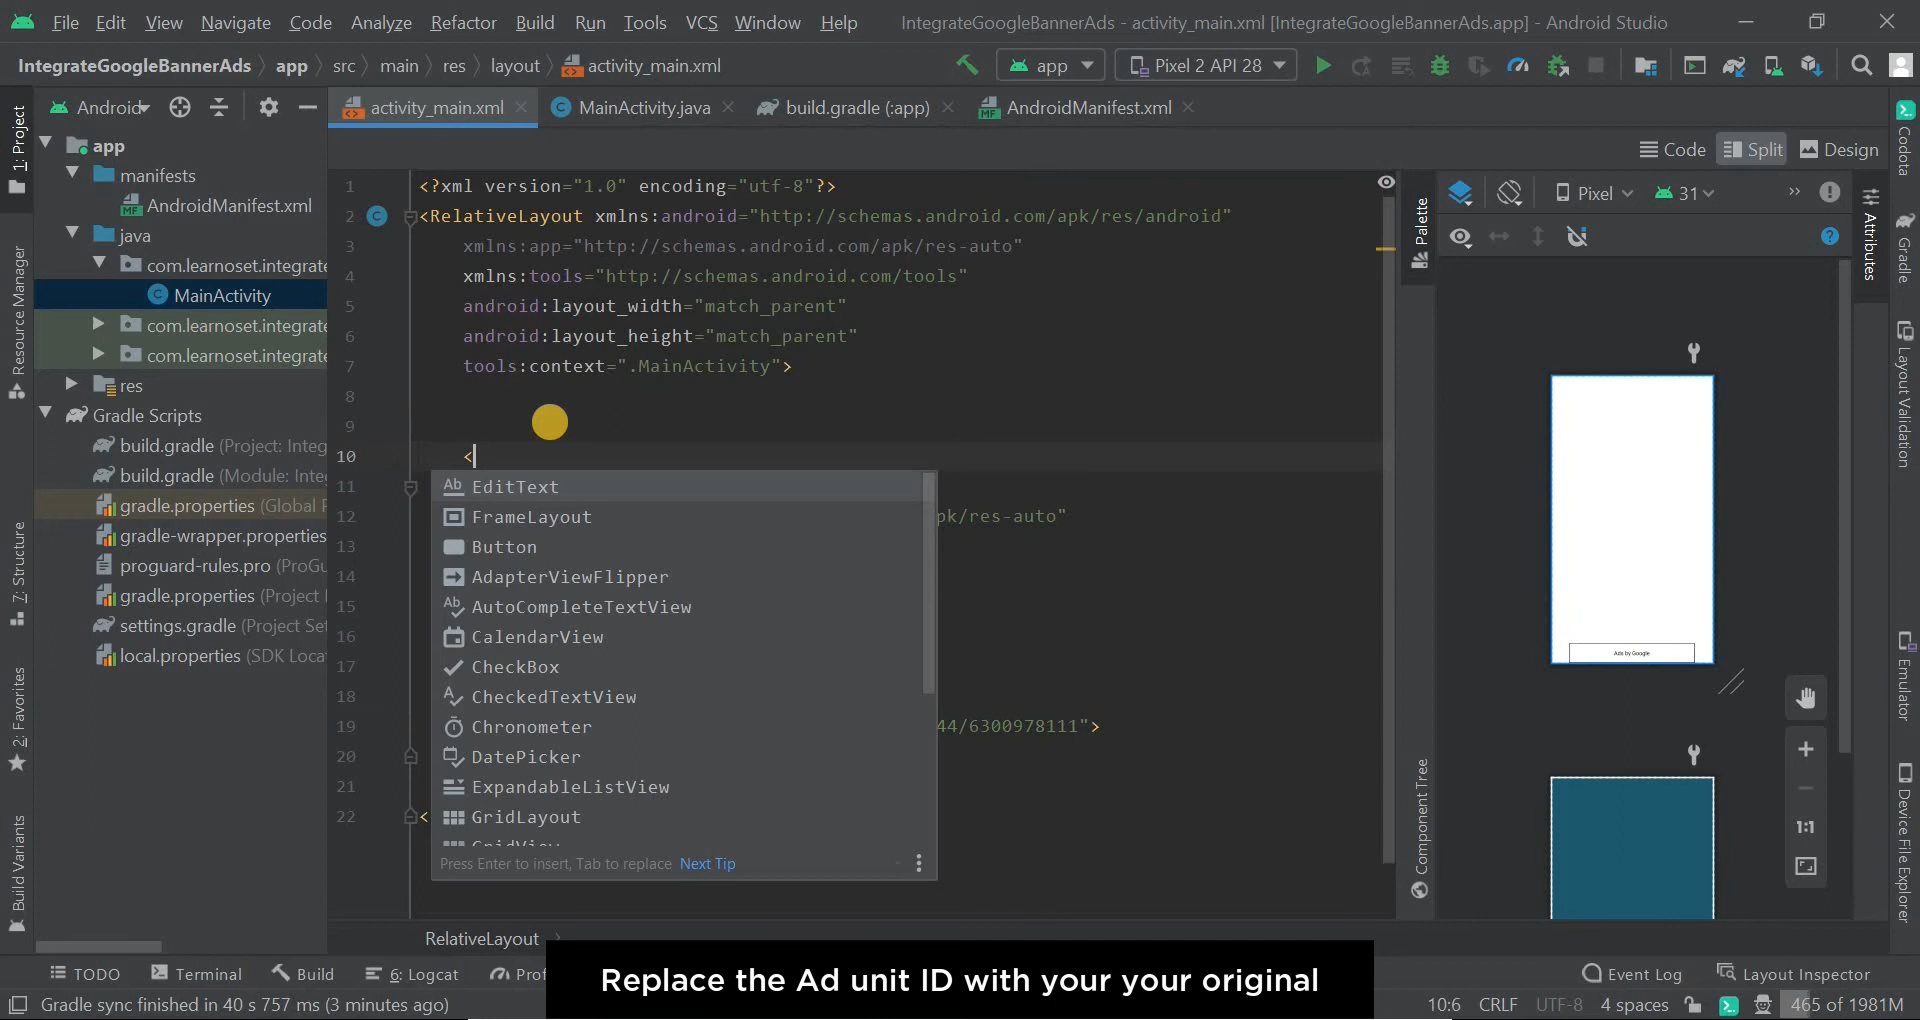 File Edit View Navigate Code Analyze Refactor Build Run Tools VCS Window Help IntegrateGoogleBannerAds - activity_main.xml [IntegrateGoogleBannerAds.app] - Android Studio
IntegrateGoogleBannerAds app src main res layout activity_main.xml app Pixel 2 API 28
Android activity_main.xml MainActivity.java build.gradle (:app) AndroidManifest.xml
Code Split Design
Pixel 31
1: Project
Resource Manager
7: Structure
2: Favorites
Build Variants
app
manifests
AndroidManifest.xml
java
com.learnoset.integrate
MainActivity
com.learnoset.integrate
com.learnoset.integrate
res
Gradle Scripts
build.gradle (Project: Integ
build.gradle (Module: Inte
gradle.properties (Global P
gradle-wrapper.properties
proguard-rules.pro (ProGu
gradle.properties (Project
settings.gradle (Project Set
local.properties (SDK Loca
1 <?xml version="1.0" encoding="utf-8"?>
2 <RelativeLayout xmlns:android="http://schemas.android.com/apk/res/android"
3 xmlns:app="http://schemas.android.com/apk/res-auto"
4 xmlns:tools="http://schemas.android.com/tools"
5 android:layout_width="match_parent"
6 android:layout_height="match_parent"
7 tools:context=".MainActivity">
8
9
10 <
11
12 pk/res-auto"
13
14
15
16
17
18
19 44/6300978111">
20
21
22 <
EditText
FrameLayout
Button
AdapterViewFlipper
AutoCompleteTextView
CalendarView
CheckBox
CheckedTextView
Chronometer
DatePicker
ExpandableListView
GridLayout
GridView
Press Enter to insert, Tab to replace Next Tip
RelativeLayout
Palette
Component Tree
Ads by Google
1:1
Attributes
Codota
Gradle
Layout Validation
Emulator
Device File Explorer
TODO Terminal Build 6: Logcat Prof Event Log Layout Inspector
Replace the Ad unit ID with your your original
Gradle sync finished in 40 s 757 ms (3 minutes ago) 10:6 CRLF UTF-8 4 spaces 465 of 1981M